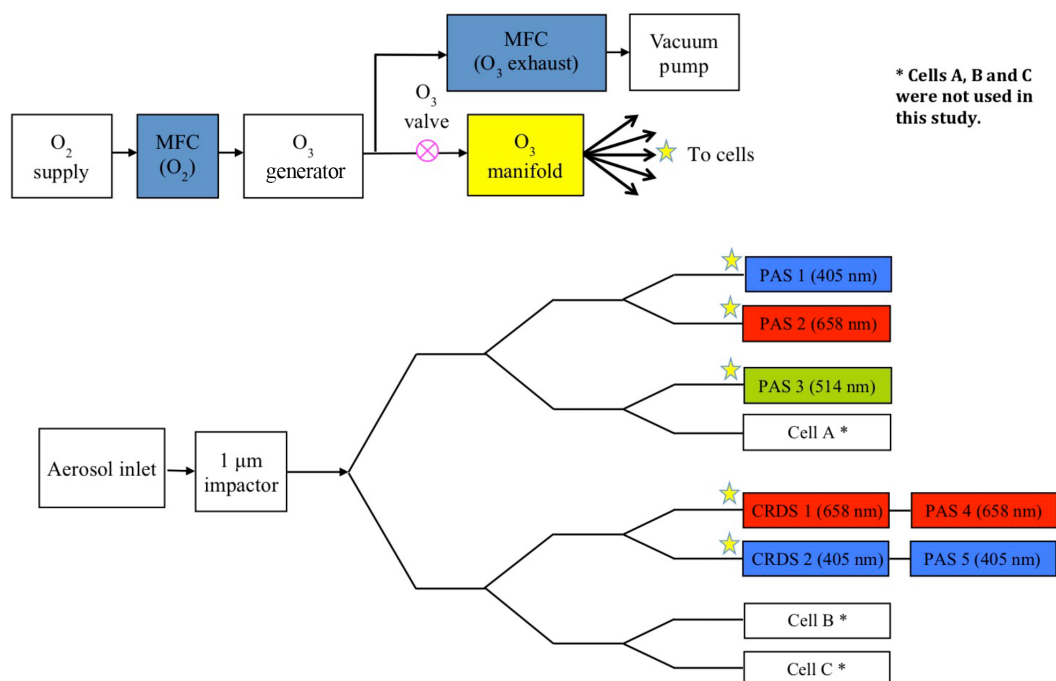 MFC
(O₃ exhaust)
Vacuum
pump
* Cells A, B and C
were not used in
this study.
O₃
valve
O₂
supply
MFC
(O₂)
O₃
generator
O₃
manifold
To cells
PAS 1 (405 nm)
PAS 2 (658 nm)
PAS 3 (514 nm)
Cell A *
Aerosol inlet
1 μm
impactor
CRDS 1 (658 nm)
PAS 4 (658 nm)
CRDS 2 (405 nm)
PAS 5 (405 nm)
Cell B *
Cell C *